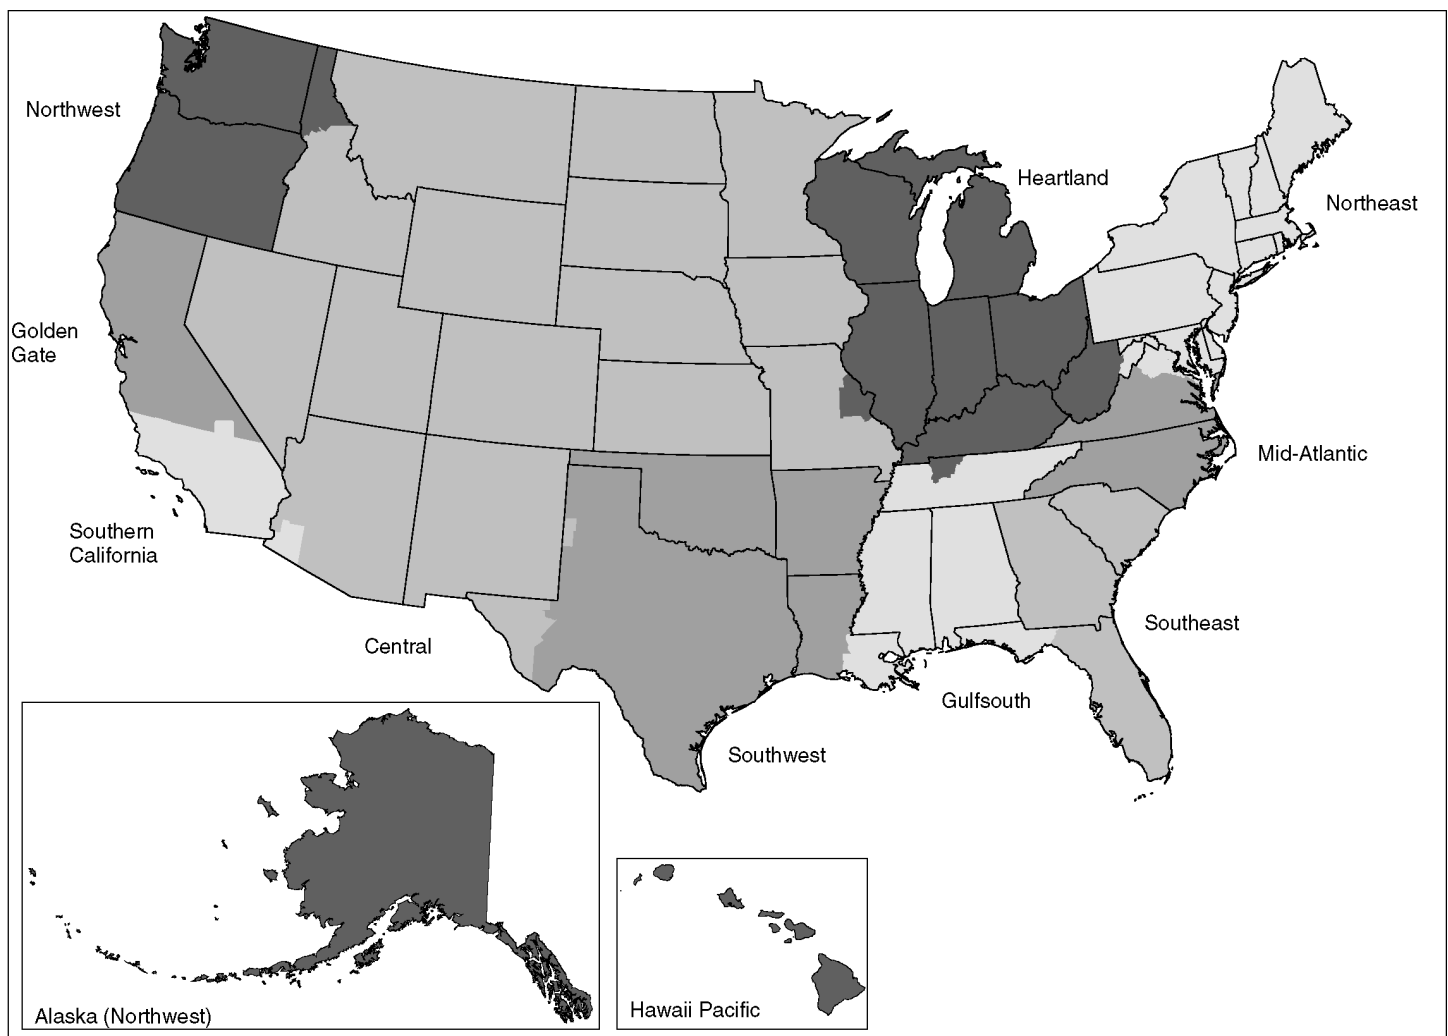 Northwest
Heartland
Northeast
Golden
Gate
Mid-Atlantic
Southern
California
Southeast
Central
Gulfsouth
Southwest
Alaska (Northwest)
Hawaii Pacific